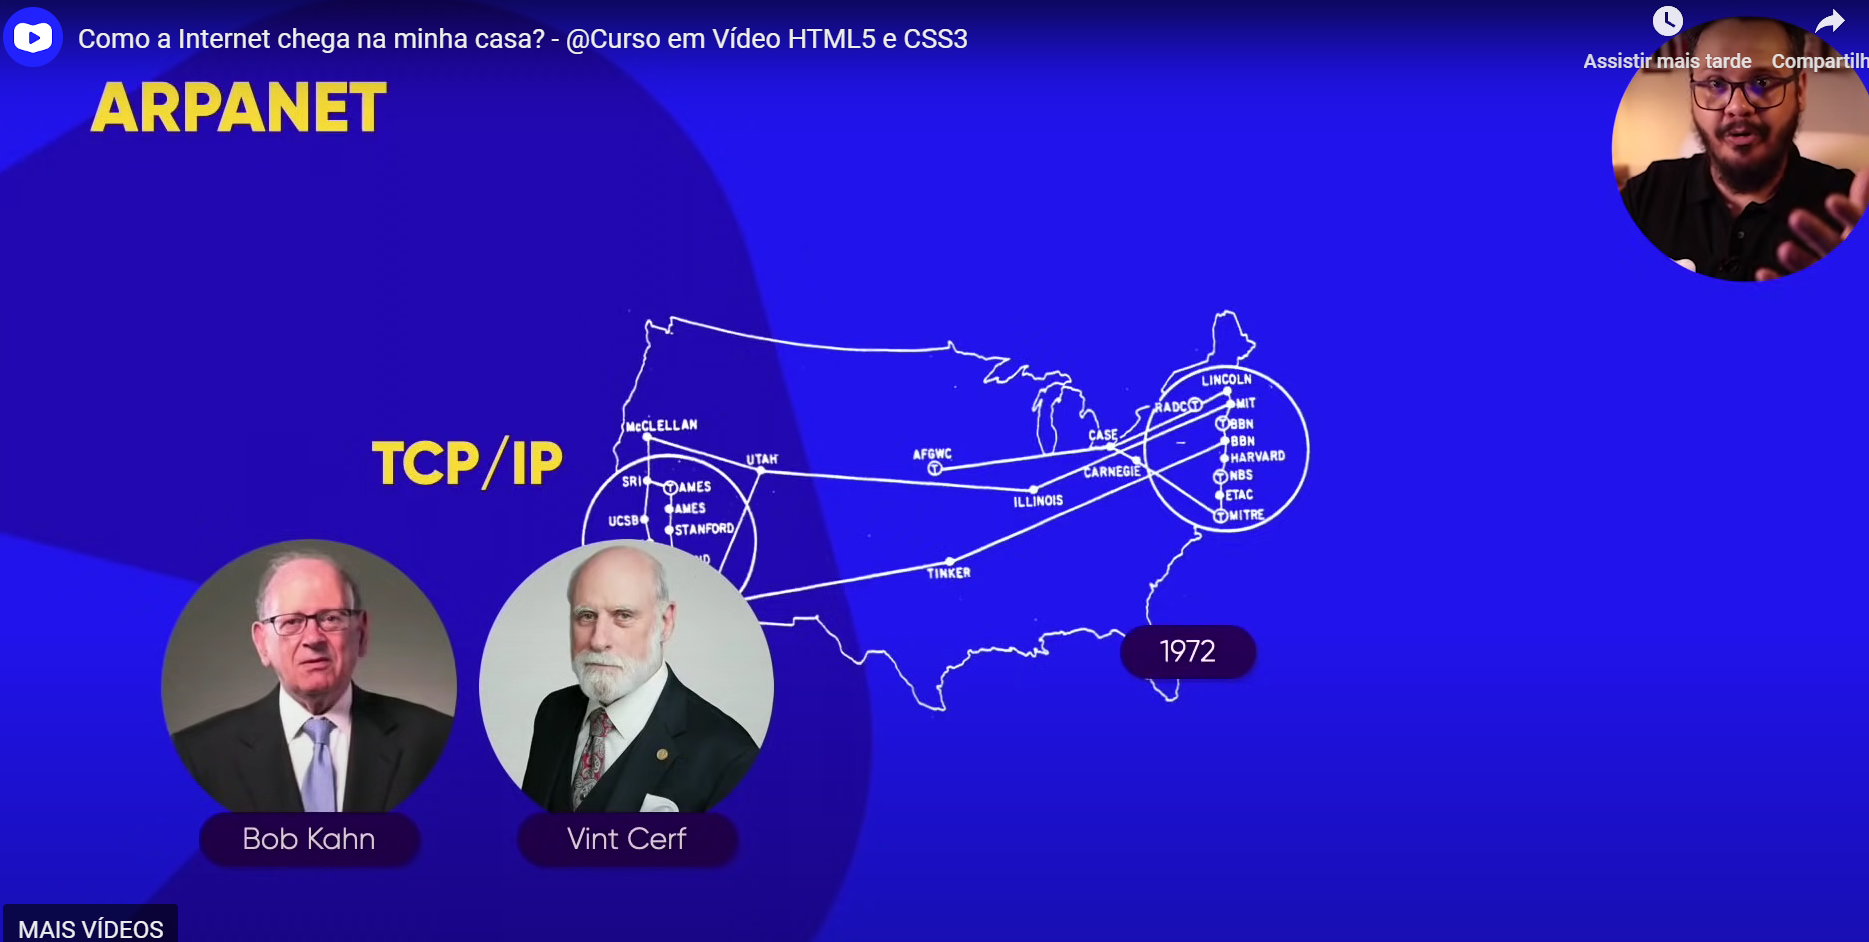 Como a Internet chega na minha casa? - @Curso em Vídeo HTML5 e CSS3
Assistir mais tarde
Compartilh
ARPANET
TCP/IP
McCLELLAN
UTAH
SRI
T AMES
AMES
UCSB
STANFORD
AFGWC
T
CASE
CARNEGIE
ILLINOIS
TINKER
LINCOLN
RADC T
MIT
T BBN
BBN
HARVARD
T NBS
ETAC
T MITRE
1972
Bob Kahn
Vint Cerf
MAIS VÍDEOS